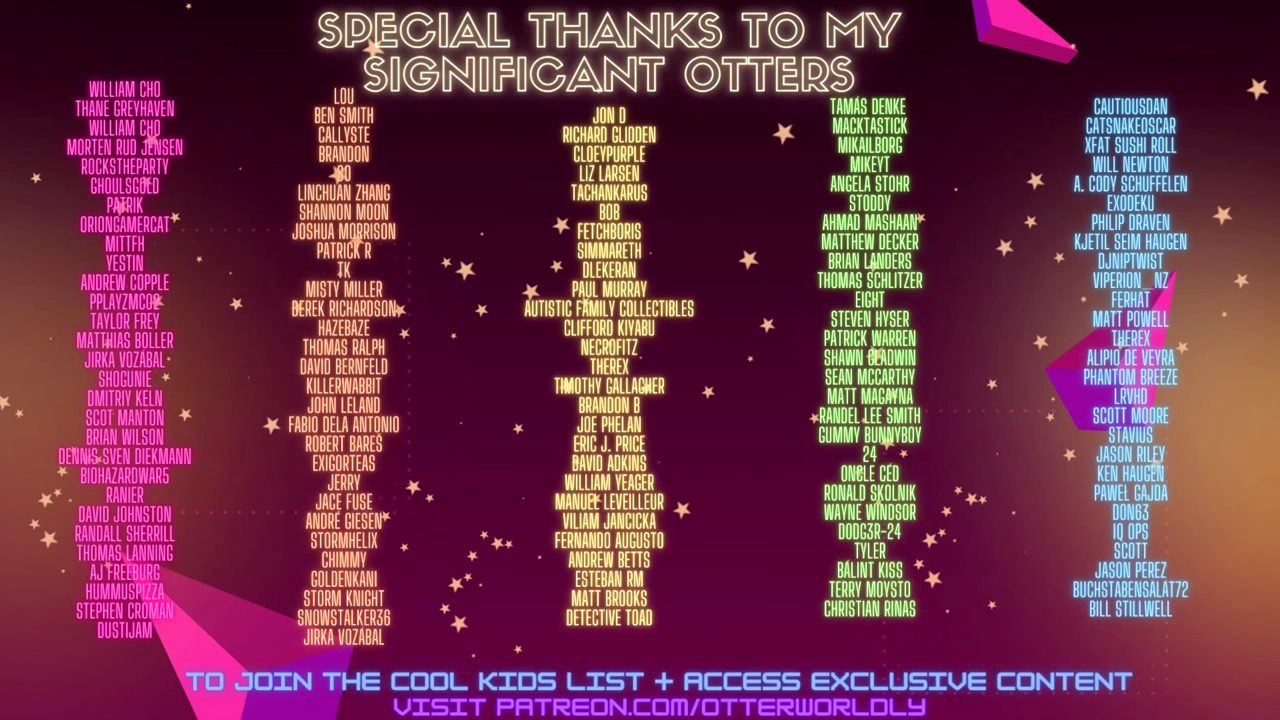 SPECIAL THANKS TO MY
SIGNIFICANT OTTERS
WILLIAM CHO
THANE GREYHAVEN
WILLIAM CHO
MORTEN RUD JENSEN
ROCKSTHEPARTY
GHOULSGOED
PATRIK
ORIONGAMERCAT
MITTFH
YESTIN
ANDREW COPPLE
PPLAYZMC02
TAYLOR FREY
MATTHIAS BOLLER
JIRKA VOZÁBAL
SHOGUNIE
DMITRIY KELN
SCOT MANTON
BRIAN WILSON
DENNIS SVEN DIEKMANN
BIOHAZARDWAR5
RANIER
DAVID JOHNSTON
RANDALL SHERRILL
THOMAS LANNING
AJ FREEBURG
HUMMUSPIZZA
STEPHEN CROMAN
DUSTIJAM
LOU
BEN SMITH
CALLYSTE
BRANDON
BO
LINCHUAN ZHANG
SHANNON MOON
JOSHUA MORRISON
PATRICK R
TK
MISTY MILLER
DEREK RICHARDSON
HAZEBAZE
THOMAS RALPH
DAVID BERNFELD
KILLERWABBIT
JOHN LELAND
FABIO DELA ANTONIO
ROBERT BAREŠ
EXIGORTEAS
JERRY
JACE FUSE
ANDRÉ GIESEN
STORMHELIX
CHIMMY
GOLDENKANI
STORM KNIGHT
SNOWSTALKER36
JIRKA VOZÁBAL
JON D
RICHARD GLIDDEN
CLOEYPURPLE
LIZ LARSEN
TACHANKARUS
BOB
FETCHBORIS
SIMMARETH
DLEKERAN
PAUL MURRAY
AUTISTIC FAMILY COLLECTIBLES
CLIFFORD KIYABU
NECROFITZ
THEREX
TIMOTHY GALLAGHER
BRANDON B
JOE PHELAN
ERIC J. PRICE
DAVID ADKINS
WILLIAM YEAGER
MANUEL LEVEILLEUR
VILIAM JANCICKA
FERNANDO AUGUSTO
ANDREW BETTS
ESTEBAN RM
MATT BROOKS
DETECTIVE TOAD
TAMÁS DENKE
MACKTASTICK
MIKAILBORG
MIKEYT
ANGELA STOHR
STODDY
AHMAD MASHAAN
MATTHEW DECKER
BRIAN LANDERS
THOMAS SCHLITZER
EIGHT
STEVEN HYSER
PATRICK WARREN
SHAWN GLADWIN
SEAN MCCARTHY
MATT MAGAYNA
RANDEL LEE SMITH
GUMMY BUNNYBOY
24
ONCLE CED
RONALD SKOLNIK
WAYNE WINDSOR
DODG3R-24
TYLER
BÁLINT KISS
TERRY MOYSTO
CHRISTIAN RINAS
CAUTIOUSDAN
CATSNAKEOSCAR
XFAT SUSHI ROLL
WILL NEWTON
A. CODY SCHUFFELEN
EXODEKU
PHILIP DRAVEN
KJETIL SEIM HAUGEN
DJNIPTWIST
VIPERION_NZ
FERHAT
MATT POWELL
THEREX
ALIPIO DE VEYRA
PHANTOM BREEZE
LRVHD
SCOTT MOORE
STAVIUS
JASON RILEY
KEN HAUGEN
PAWEL GAJDA
DON63
IQ OPS
SCOTT
JASON PEREZ
BUCHSTABENSALAT72
BILL STILLWELL
TO JOIN THE COOL KIDS LIST + ACCESS EXCLUSIVE CONTENT
VISIT PATREON.COM/OTTERWORLDLY